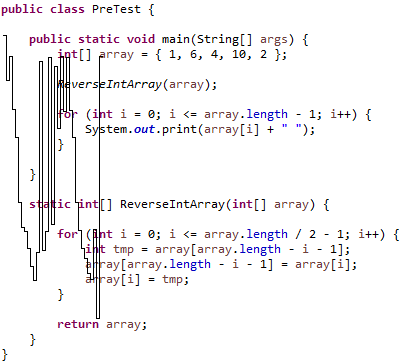 public class PreTest {
public static void main(String[] args) {
int[] array = { 1, 6, 4, 10, 2 };
ReverseIntArray(array);
for (int i = 0; i <= array.length - 1; i++) {
System.out.print(array[i] + " ");
}
}
static int[] ReverseIntArray(int[] array) {
for (int i = 0; i <= array.length / 2 - 1; i++) {
int tmp = array[array.length - i - 1];
array[array.length - i - 1] = array[i];
array[i] = tmp;
}
return array;
}
}